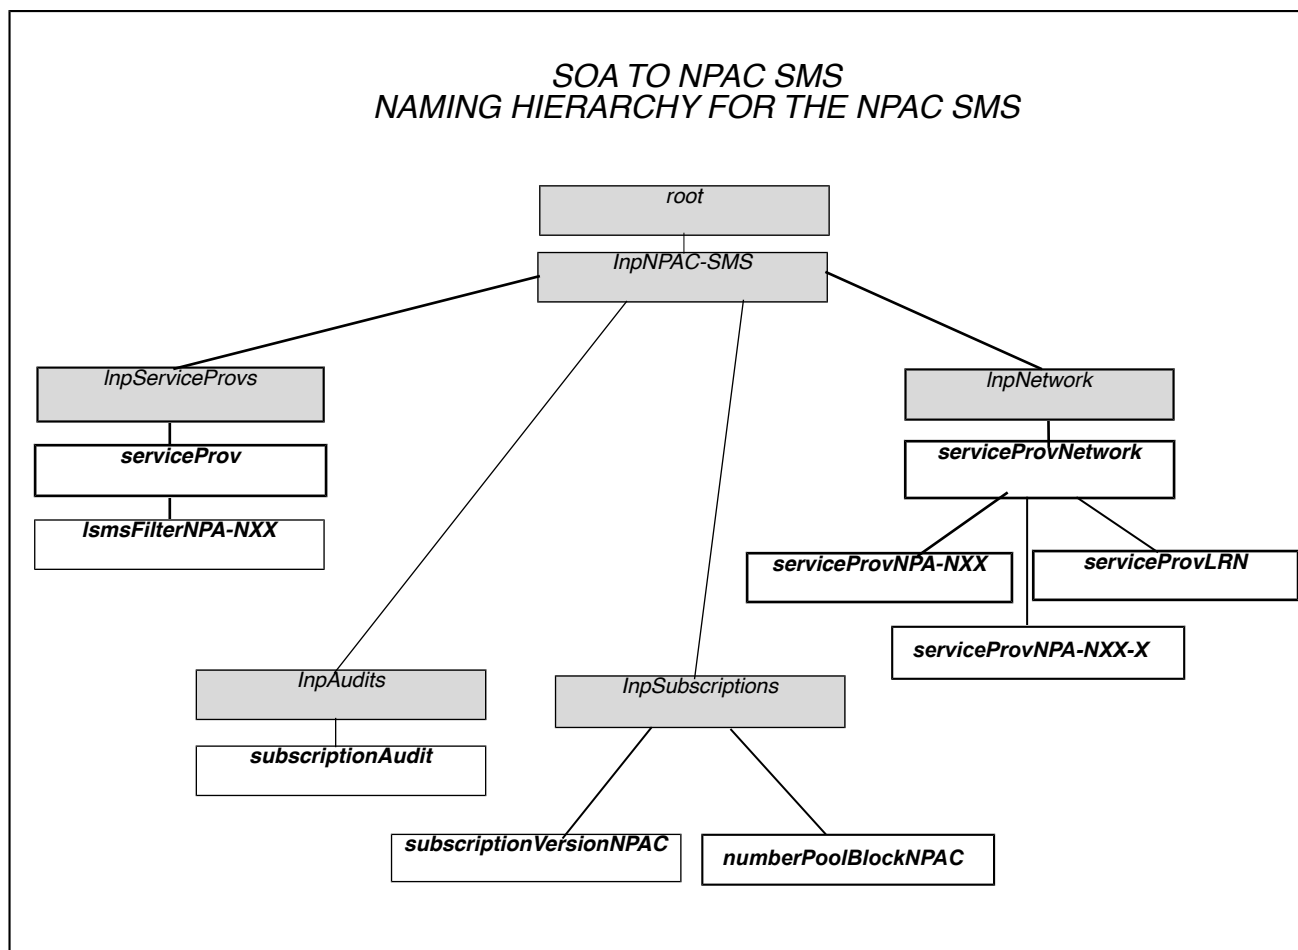 SOA TO NPAC SMS
NAMING HIERARCHY FOR THE NPAC SMS
root
lnpNPAC-SMS
lnpServiceProvs
lnpNetwork
serviceProv
serviceProvNetwork
lsmsFilterNPA-NXX
serviceProvNPA-NXX
serviceProvLRN
serviceProvNPA-NXX-X
lnpAudits
lnpSubscriptions
subscriptionAudit
subscriptionVersionNPAC
numberPoolBlockNPAC